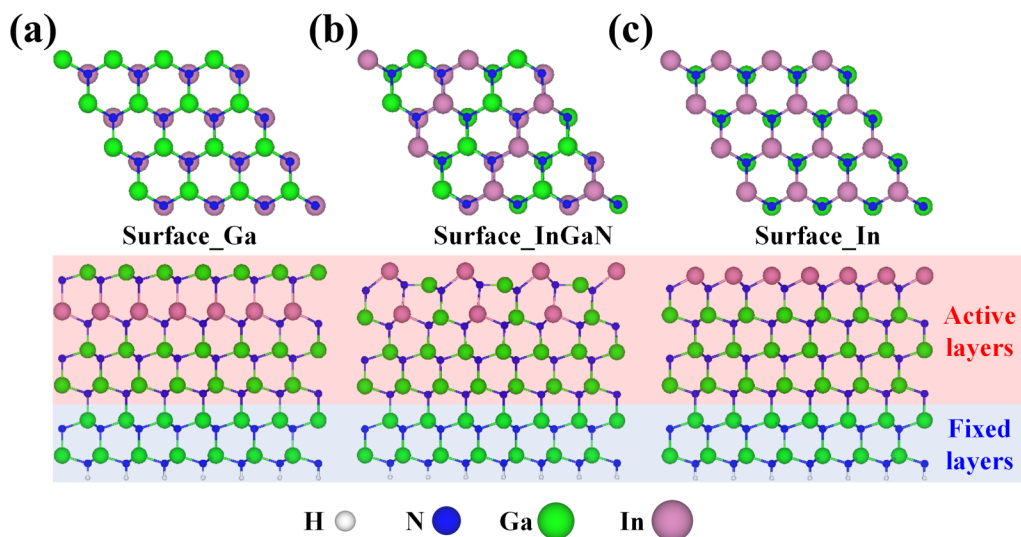 (a) (b) (c)
Surface_Ga Surface_InGaN Surface_In
Active
layers
Fixed
layers
H N Ga In